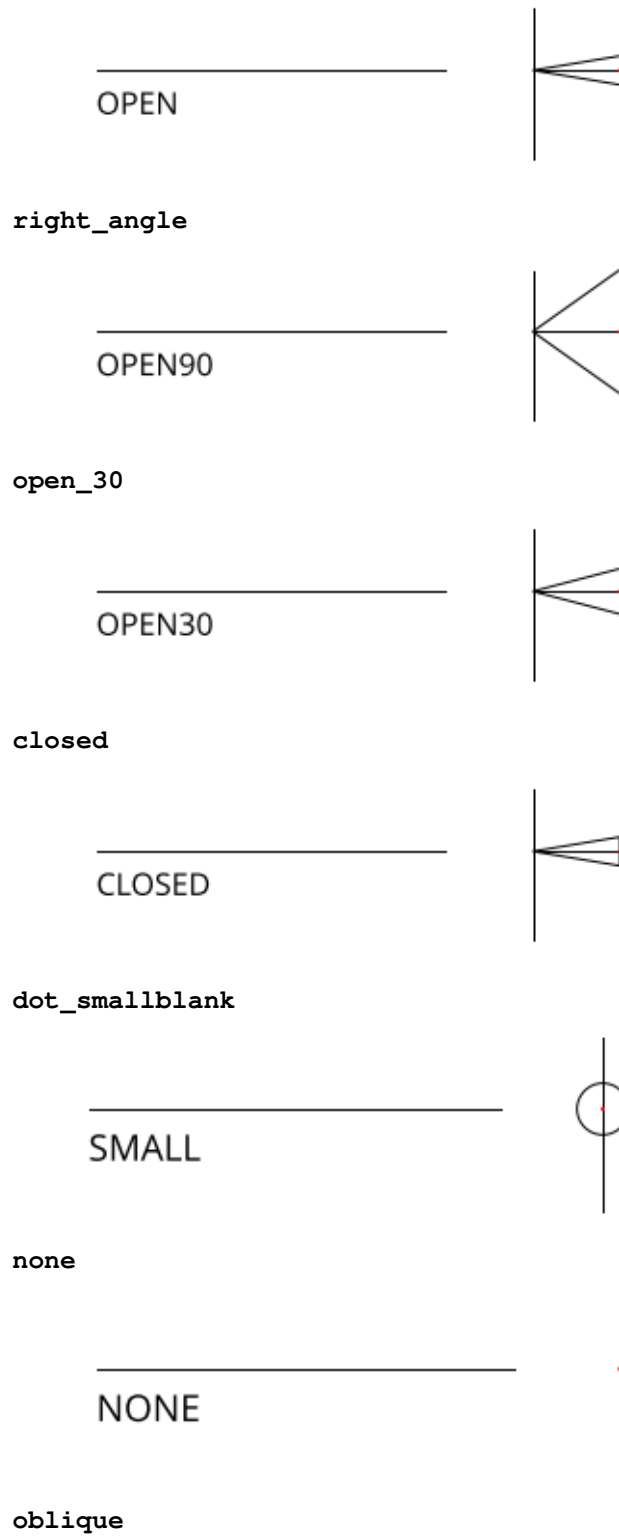 OPEN
right_angle
OPEN90
open_30
OPEN30
closed
CLOSED
dot_smallblank
SMALL
none
NONE
oblique